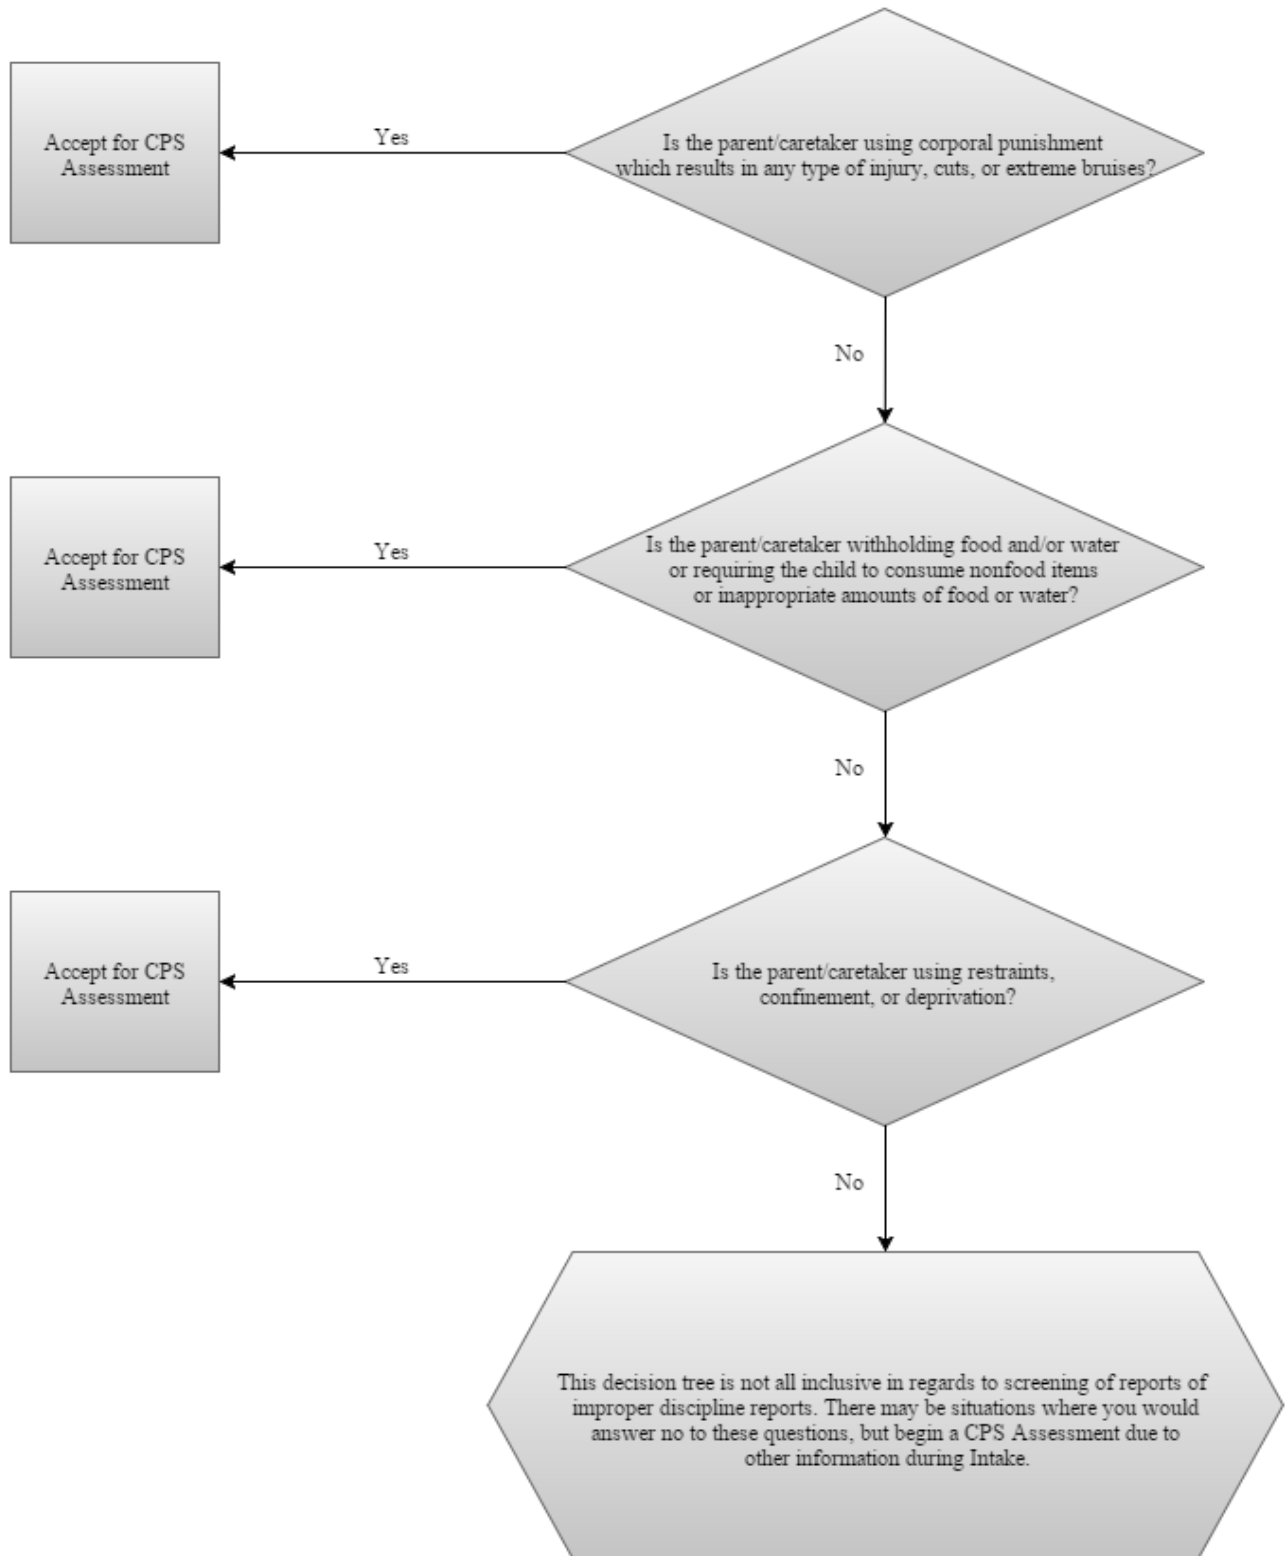 Is the parent/caretaker using corporal punishment
which results in any type of injury, cuts, or extreme bruises?
Yes
Accept for CPS
Assessment
No
Is the parent/caretaker withholding food and/or water
or requiring the child to consume nonfood items
or inappropriate amounts of food or water?
Yes
Accept for CPS
Assessment
No
Is the parent/caretaker using restraints,
confinement, or deprivation?
Yes
Accept for CPS
Assessment
No
This decision tree is not all inclusive in regards to screening of reports of
improper discipline reports. There may be situations where you would
answer no to these questions, but begin a CPS Assessment due to
other information during Intake.